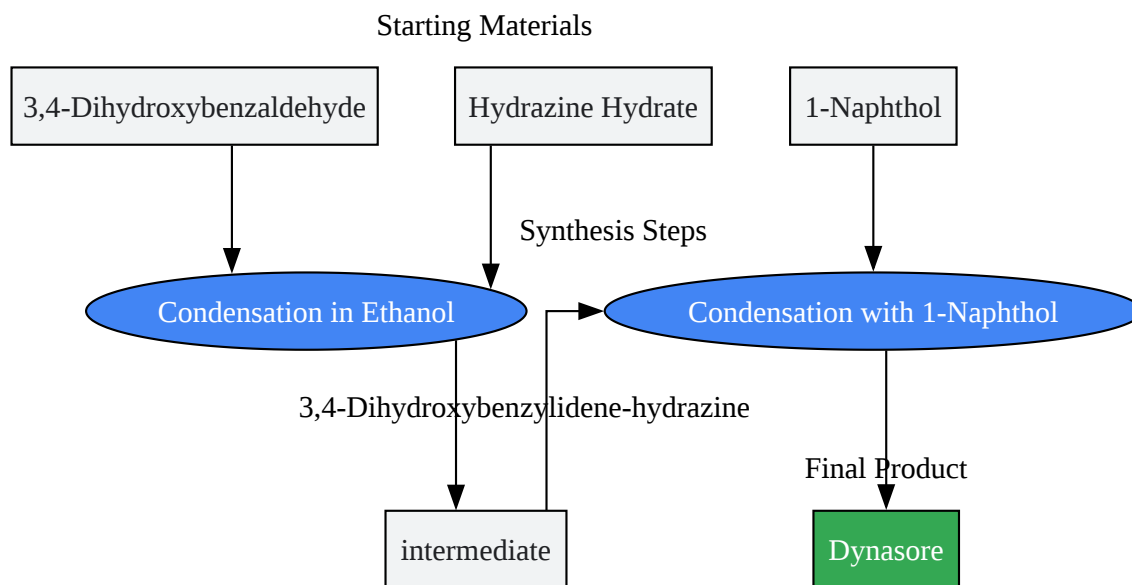 Starting Materials
3,4-Dihydroxybenzaldehyde
Hydrazine Hydrate
1-Naphthol
Synthesis Steps
Condensation in Ethanol
Condensation with 1-Naphthol
3,4-Dihydroxybenzylidene-hydrazine
Final Product
intermediate
Dynasore